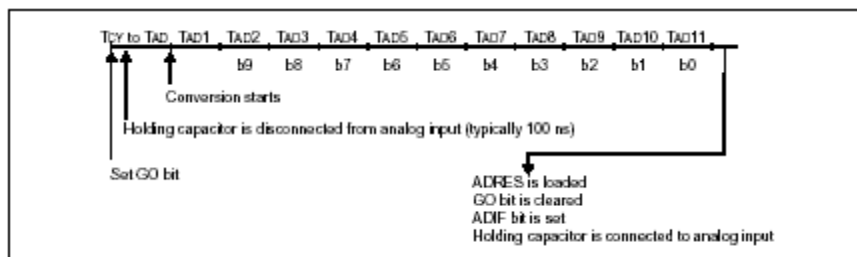 TCY to TAD TAD1 TAD2 TAD3 TAD4 TAD5 TAD6 TAD7 TAD8 TAD9 TAD10 TAD11
b9 b8 b7 b6 b5 b4 b3 b2 b1 b0
Conversion starts
Holding capacitor is disconnected from analog input (typically 100 ns)
Set GO bit
ADRES is loaded
GO bit is cleared
ADIF bit is set
Holding capacitor is connected to analog input